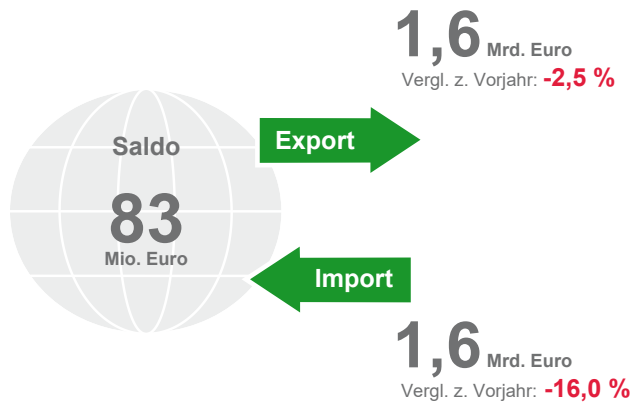 1,6 Mrd. Euro
Vergl. z. Vorjahr: -2,5 %
Export
Saldo
83
Mio. Euro
Import
1,6 Mrd. Euro
Vergl. z. Vorjahr: -16,0 %